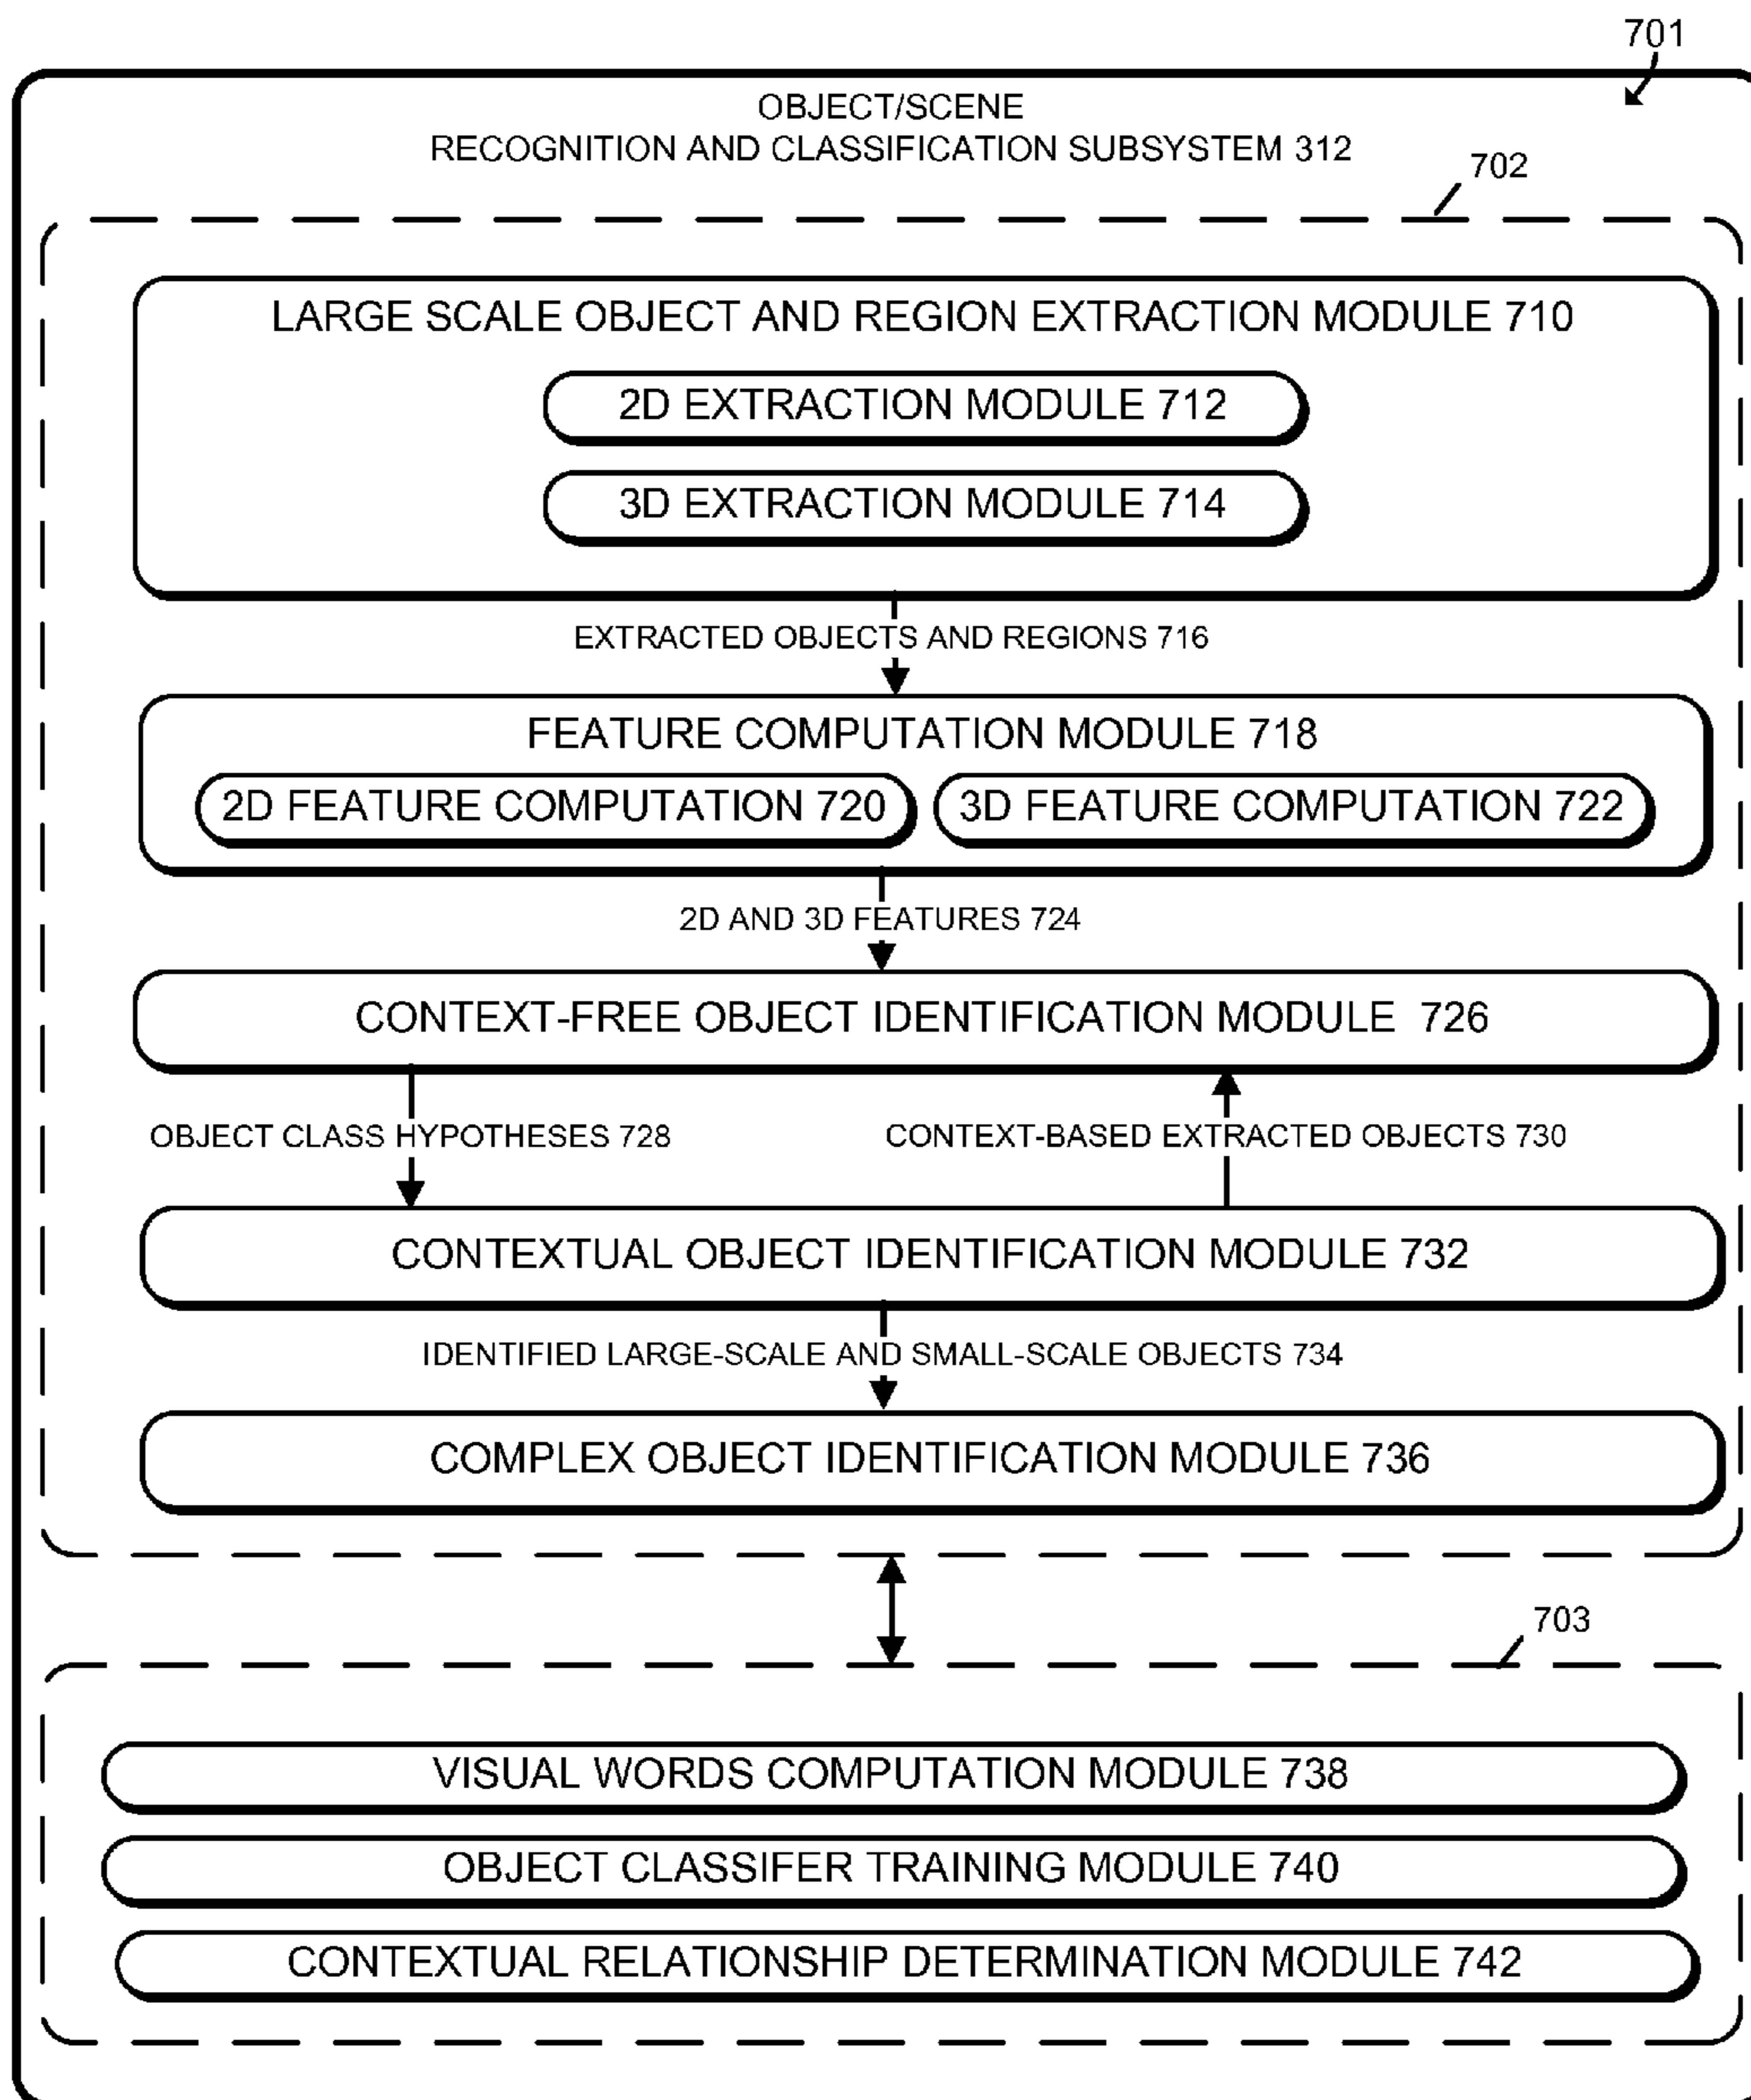 701
OBJECT/SCENE
RECOGNITION AND CLASSIFICATION SUBSYSTEM 312
702
LARGE SCALE OBJECT AND REGION EXTRACTION MODULE 710
2D EXTRACTION MODULE 712
3D EXTRACTION MODULE 714
EXTRACTED OBJECTS AND REGIONS 716
FEATURE COMPUTATION MODULE 718
2D FEATURE COMPUTATION 720
3D FEATURE COMPUTATION 722
2D AND 3D FEATURES 724
CONTEXT-FREE OBJECT IDENTIFICATION MODULE 726
OBJECT CLASS HYPOTHESES 728
CONTEXT-BASED EXTRACTED OBJECTS 730
CONTEXTUAL OBJECT IDENTIFICATION MODULE 732
IDENTIFIED LARGE-SCALE AND SMALL-SCALE OBJECTS 734
COMPLEX OBJECT IDENTIFICATION MODULE 736
703
VISUAL WORDS COMPUTATION MODULE 738
OBJECT CLASSIFER TRAINING MODULE 740
CONTEXTUAL RELATIONSHIP DETERMINATION MODULE 742